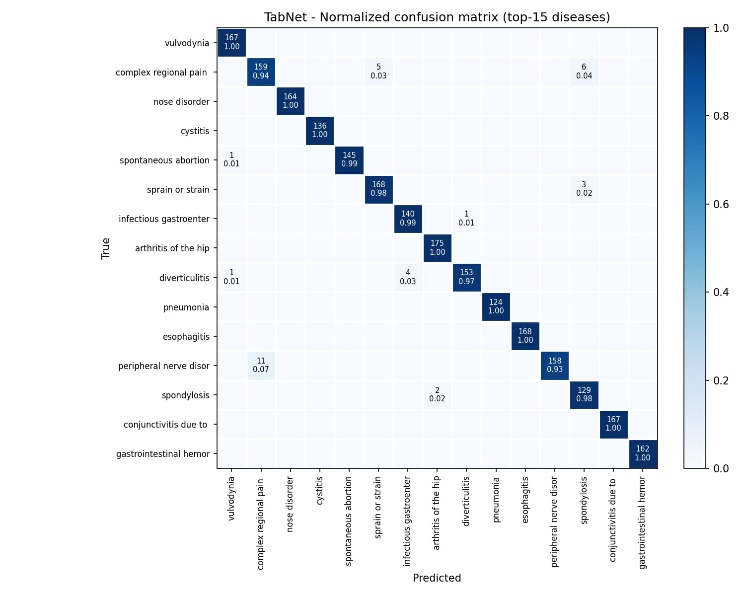 TabNet - Normalized confusion matrix (top-15 diseases)
vulvodynia
167
1.00
complex regional pain
159
0.94
5
0.03
6
0.04
nose disorder
164
1.00
cystitis
136
1.00
spontaneous abortion
1
0.01
145
0.99
sprain or strain
168
0.98
3
0.02
infectious gastroenter
140
0.99
1
0.01
arthritis of the hip
175
1.00
diverticulitis
1
0.01
4
0.03
153
0.97
pneumonia
124
1.00
esophagitis
168
1.00
peripheral nerve disor
11
0.07
158
0.93
spondylosis
2
0.02
129
0.98
conjunctivitis due to
167
1.00
gastrointestinal hemor
162
1.00
True
vulvodynia
complex regional pain
nose disorder
cystitis
spontaneous abortion
sprain or strain
infectious gastroenter
arthritis of the hip
diverticulitis
pneumonia
esophagitis
peripheral nerve disor
spondylosis
conjunctivitis due to
gastrointestinal hemor
Predicted
1.0
0.8
0.6
0.4
0.2
0.0